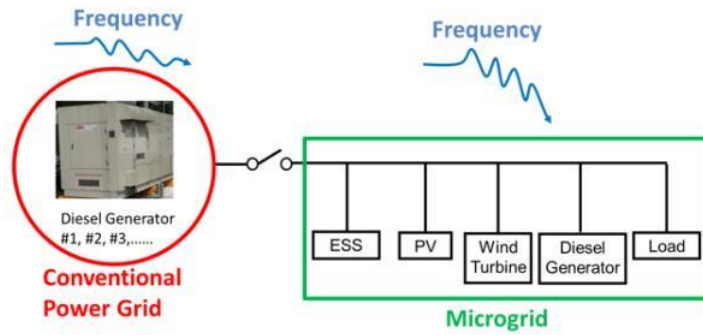 Frequency
Frequency
Diesel Generator
#1, #2, #3,......
Conventional
Power Grid
ESS
PV
Wind
Turbine
Diesel
Generator
Load
Microgrid